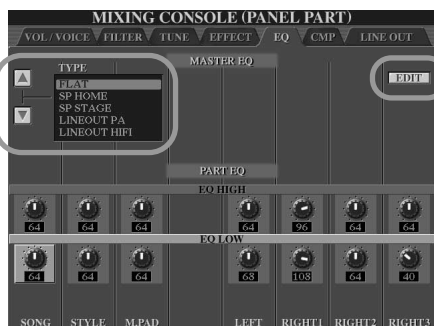 MIXING CONSOLE (PANEL PART)
VOL / VOICE FILTER TUNE EFFECT EQ CMP LINE OUT
TYPE
MASTER EQ
EDIT
FLAT
SP HOME
SP STAGE
LINEOUT PA
LINEOUT HIFI
PART EQ
EQ HIGH
64 64 64 64 96 64 64
EQ LOW
64 64 64 68 108 64 40
SONG STYLE M.PAD LEFT RIGHT1 RIGHT2 RIGHT3